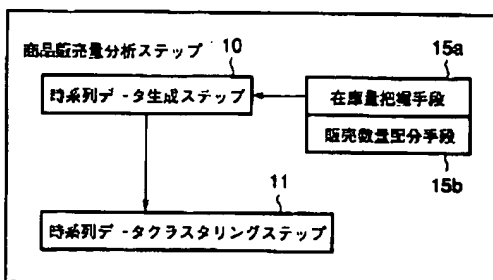 商品販売量分析ステップ
10
15a
時系列データ生成ステップ
在庫量把握手段
販売数量配分手段
15b
11
時系列データクラスタリングステップ